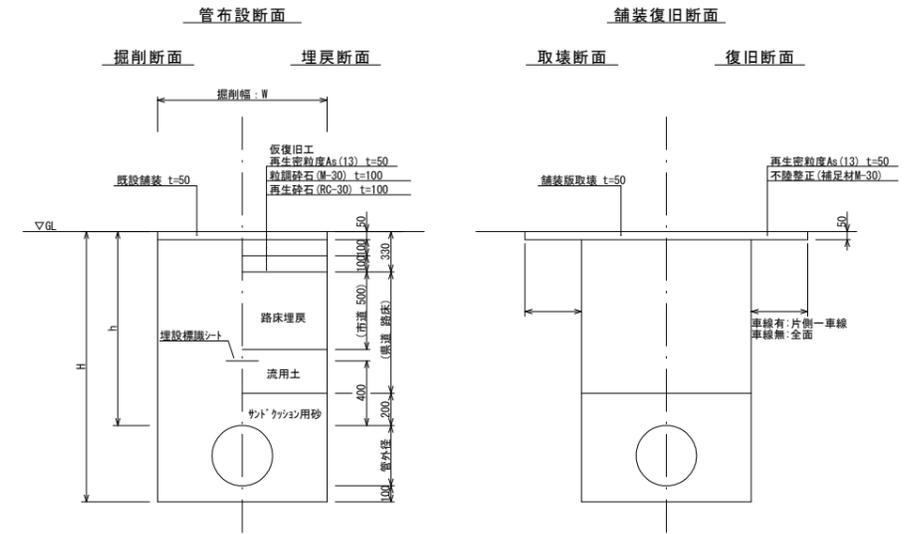 管布設断面
舗装復旧断面
掘削断面
埋戻断面
取壊断面
復旧断面
掘削幅:W
仮復旧工
再生密粒度As(13) t=50
粒調砕石(M-30) t=100
再生砕石(RC-30) t=100
既設舗装 t=50
再生密粒度As(13) t=50
不陸整正(補足材M-30)
舗装版取壊 t=50
▽GL
50
100
100
330
50
路床埋戻
(市道 500)
(県道 路床)
埋設標識シート
流用土
400
サンドクッション用砂
200
管外径
100
h
H
車線有:片側一車線
車線無:全面